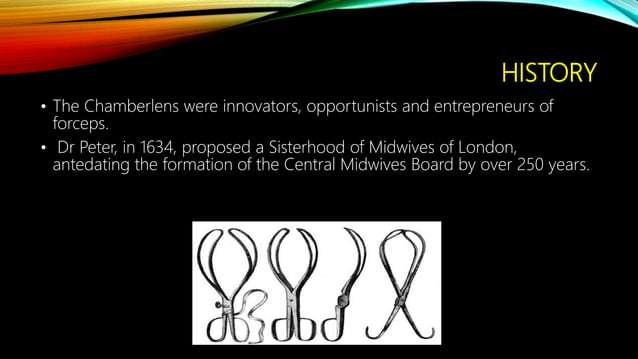 HISTORY
• The Chamberlens were innovators, opportunists and entrepreneurs of
forceps.
• Dr Peter, in 1634, proposed a Sisterhood of Midwives of London,
antedating the formation of the Central Midwives Board by over 250 years.